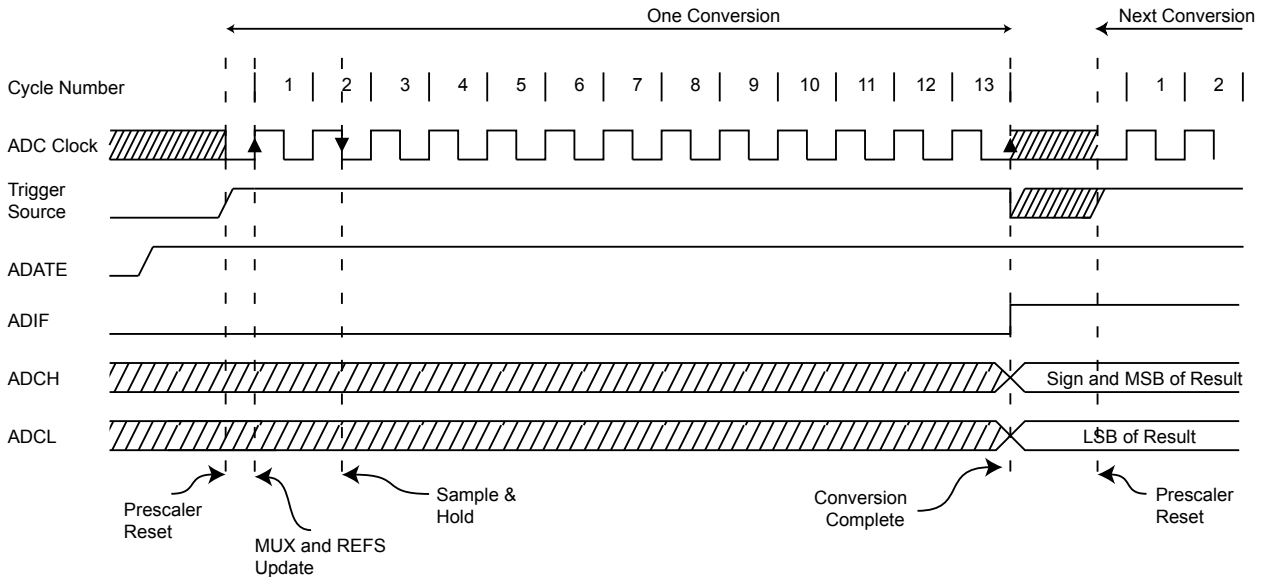 One Conversion
Next Conversion
Cycle Number
1 2 3 4 5 6 7 8 9 10 11 12 13 1 2
ADC Clock
Trigger
Source
ADATE
ADIF
ADCH
Sign and MSB of Result
ADCL
LSB of Result
Prescaler
Reset
MUX and REFS
Update
Sample &
Hold
Conversion
Complete
Prescaler
Reset